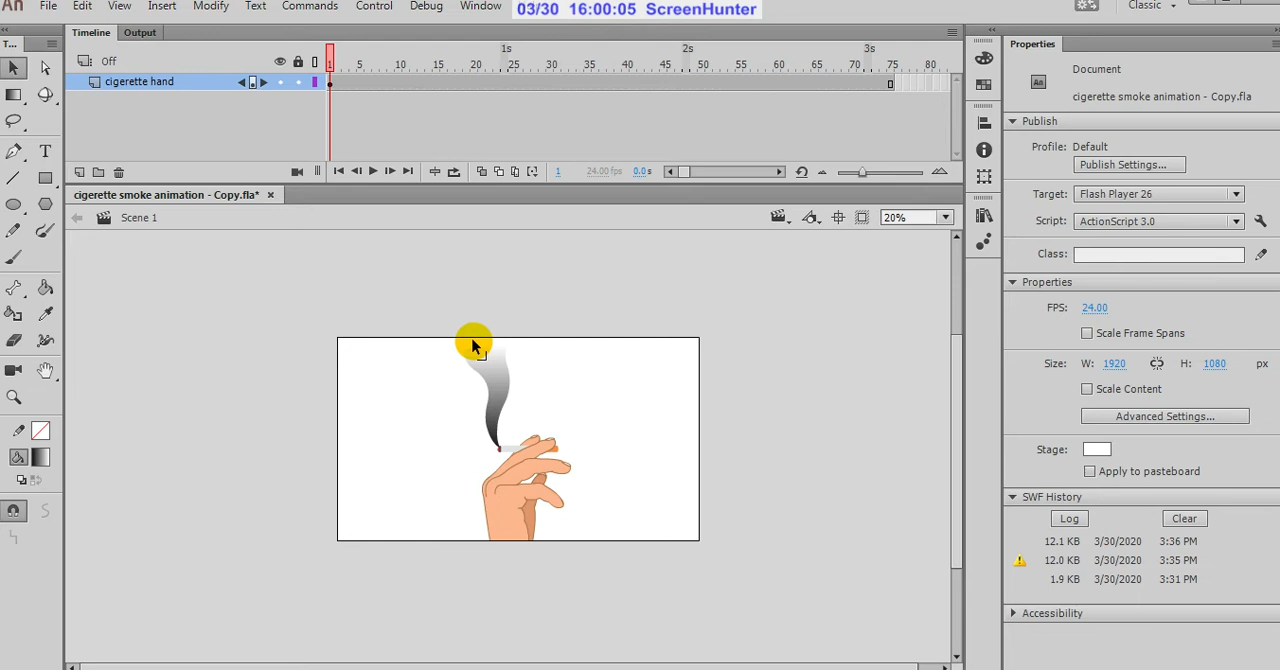 An File Edit View Insert Modify Text Commands Control Debug Window 03/30 16:00:05 ScreenHunter Classic
T... Timeline Output Properties
1s 2s 3s
Off 1 5 10 15 20 25 30 35 40 45 50 55 60 65 70 75 80
cigerette hand
1 24.00 fps 0.0 s
cigerette smoke animation - Copy.fla* ×
Scene 1 20%
Document
An cigerette smoke animation - Copy.fla
Publish
Profile: Default
Publish Settings...
Target: Flash Player 26
Script: ActionScript 3.0
Class:
Properties
FPS: 24.00
Scale Frame Spans
Size: W: 1920 H: 1080 px
Scale Content
Advanced Settings...
Stage:
Apply to pasteboard
SWF History
Log Clear
12.1 KB 3/30/2020 3:36 PM
12.0 KB 3/30/2020 3:35 PM
1.9 KB 3/30/2020 3:31 PM
Accessibility